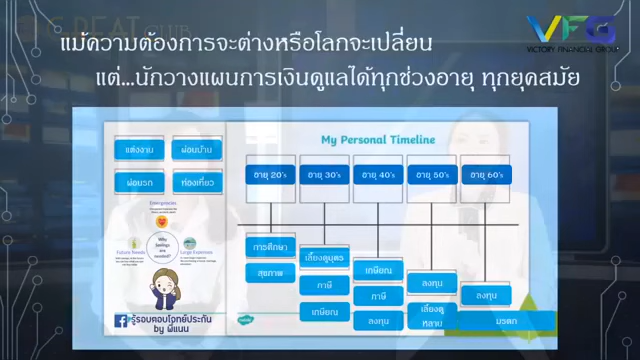 GREAT CLUB
VFG
VICTORY FINANCIAL GROUP
แม้ความต้องการจะต่างหรือโลกจะเปลี่ยน
แต่...นักวางแผนการเงินดูแลได้ทุกช่วงอายุ ทุกยุคสมัย
My Personal Timeline
แต่งงาน
ผ่อนบ้าน
ผ่อนรถ
ท่องเที่ยว
Emergencies
Future Needs
Large Expenses
Why
Savings
are
needed?
อายุ 20's
อายุ 30's
อายุ 40's
อายุ 50's
อายุ 60's
การศึกษา
สุขภาพ
เลี้ยงดูบุตร
ภาษี
เกษียณ
เกษียณ
ภาษี
ลงทุน
ลงทุน
เลี้ยงดู
หลาน
ลงทุน
มรดก
รู้รอบตอบโจทย์ประกัน
by พี่แนน